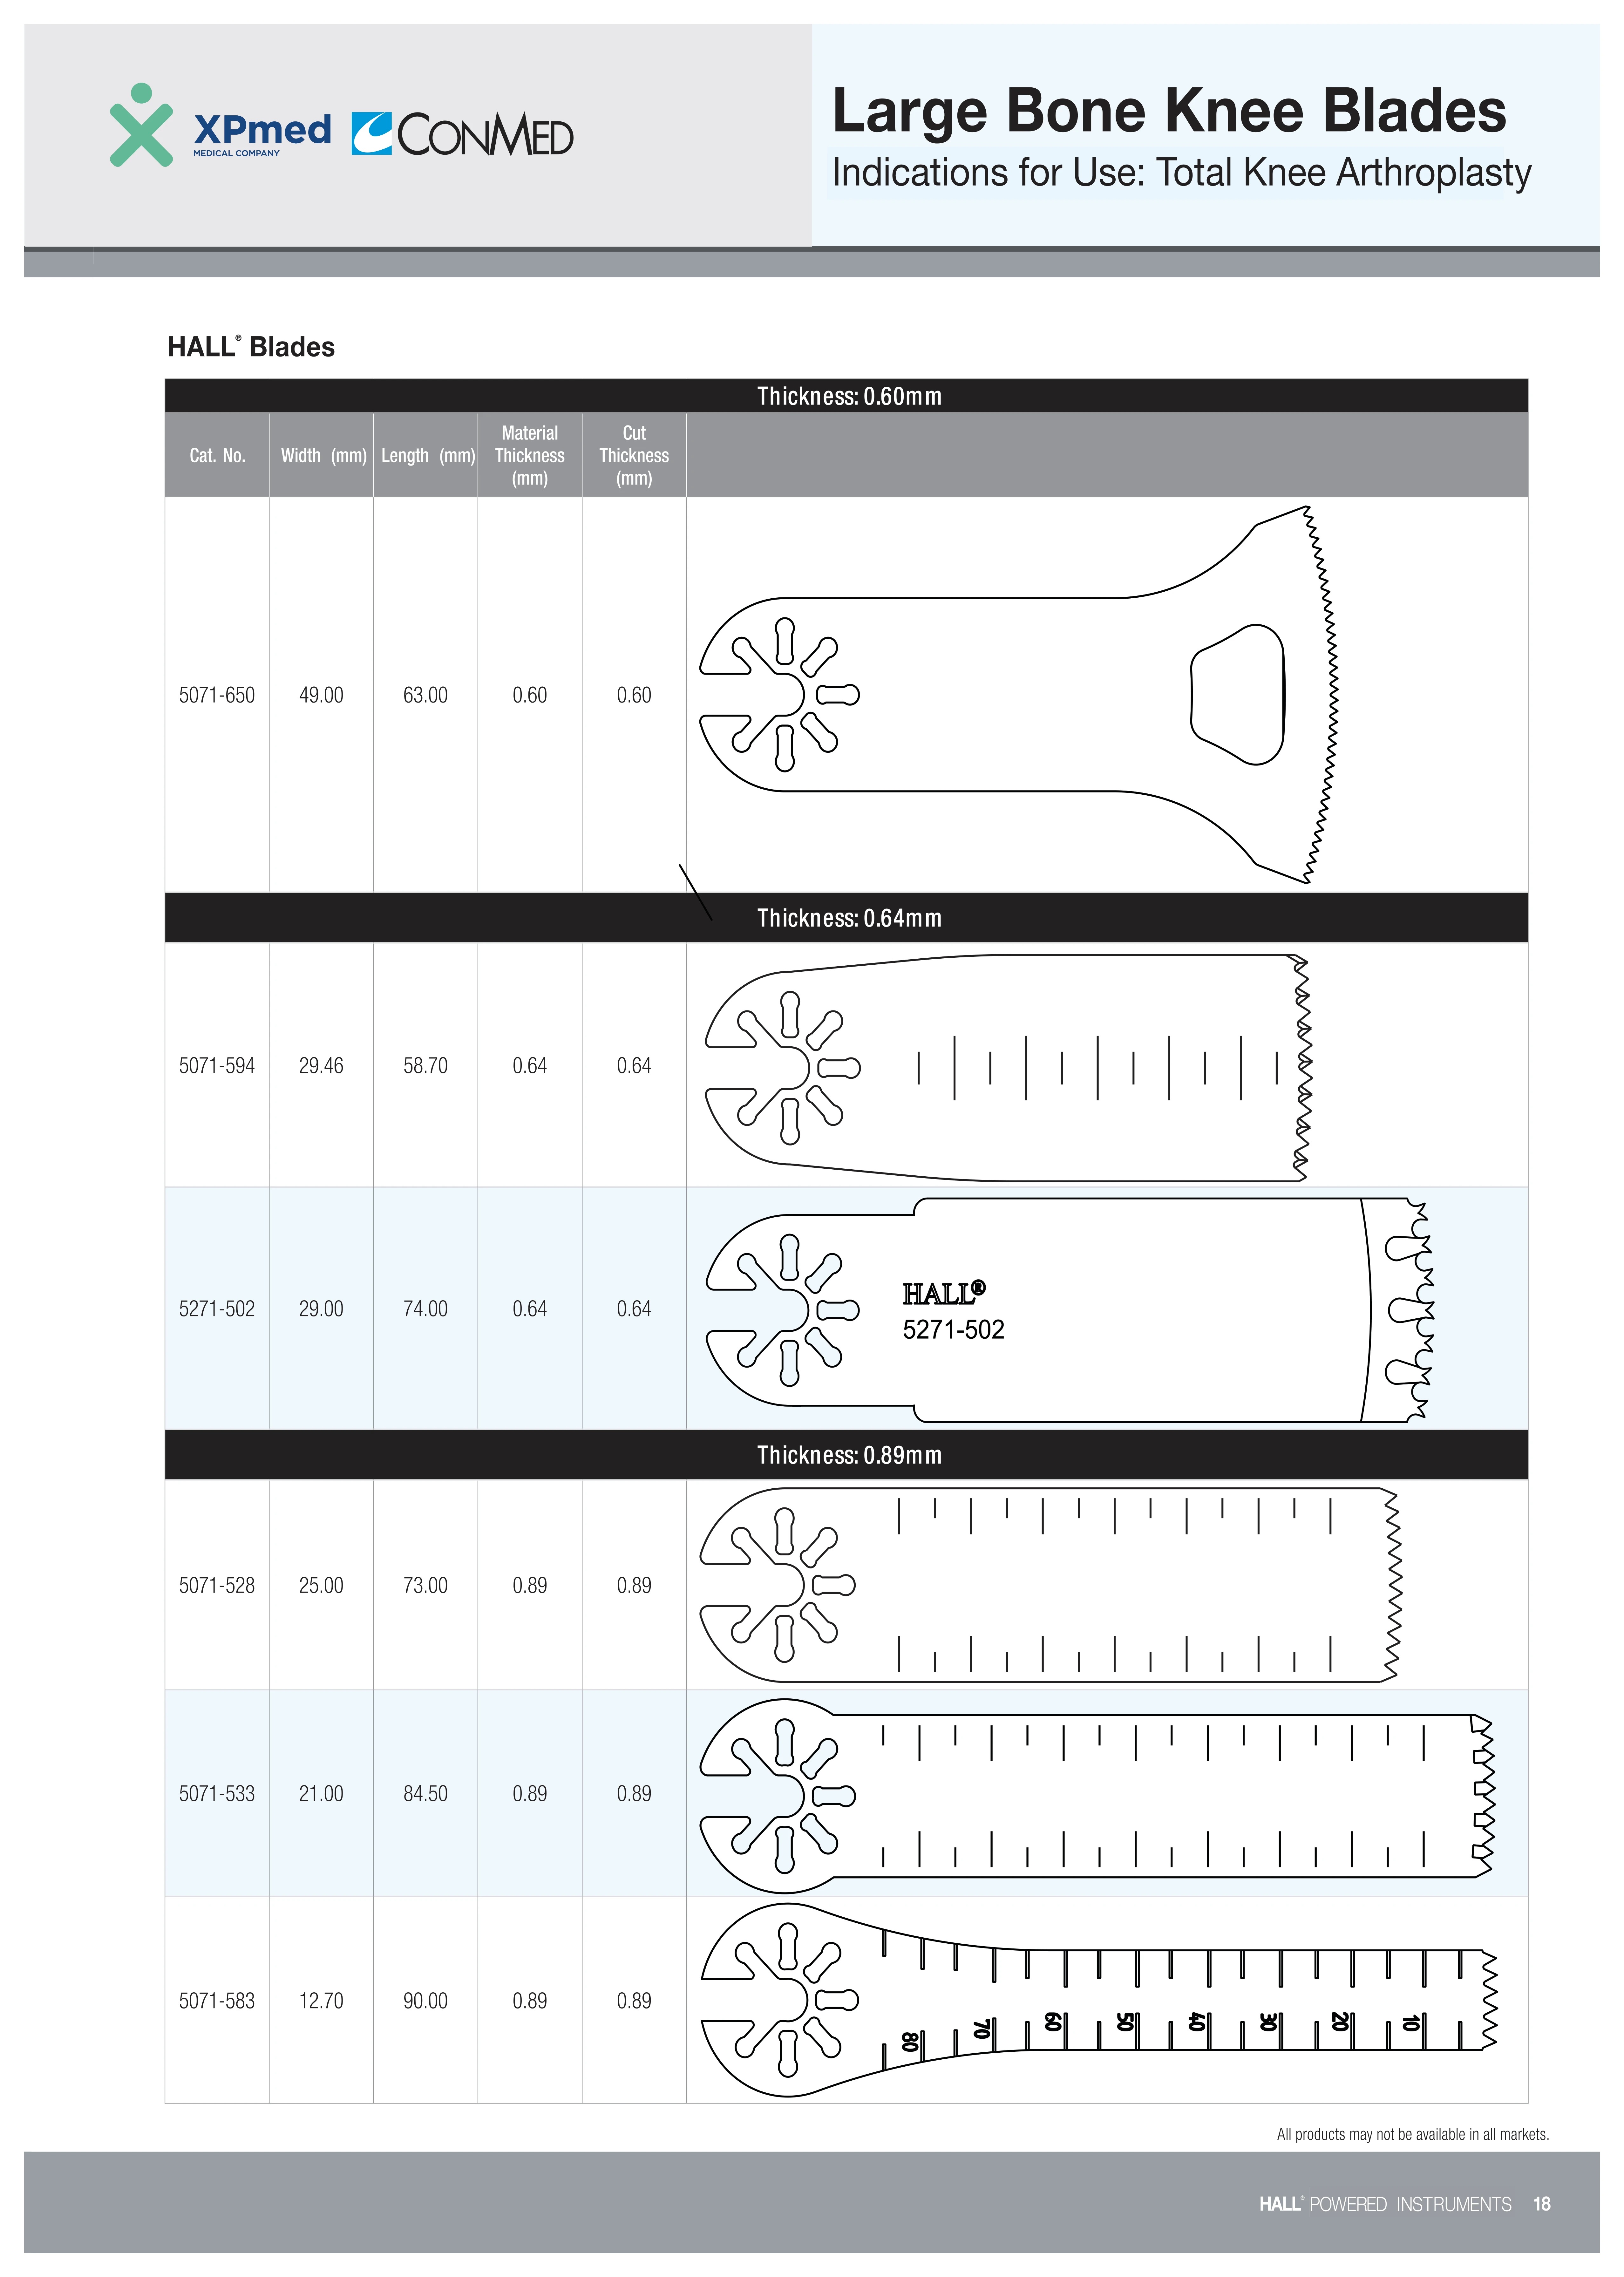 XPmed
MEDICAL COMPANY
CONMED
Large Bone Knee Blades
Indications for Use: Total Knee Arthroplasty
HALL® Blades
Thickness: 0.60mm
Cat. No. Width (mm) Length (mm) Material Thickness (mm) Cut Thickness (mm)
5071-650 49.00 63.00 0.60 0.60
Thickness: 0.64mm
5071-594 29.46 58.70 0.64 0.64
5271-502 29.00 74.00 0.64 0.64
HALL®
5271-502
Thickness: 0.89mm
5071-528 25.00 73.00 0.89 0.89
5071-533 21.00 84.50 0.89 0.89
5071-583 12.70 90.00 0.89 0.89
80 70 60 50 40 30 20 10
All products may not be available in all markets.
HALL® POWERED INSTRUMENTS 18